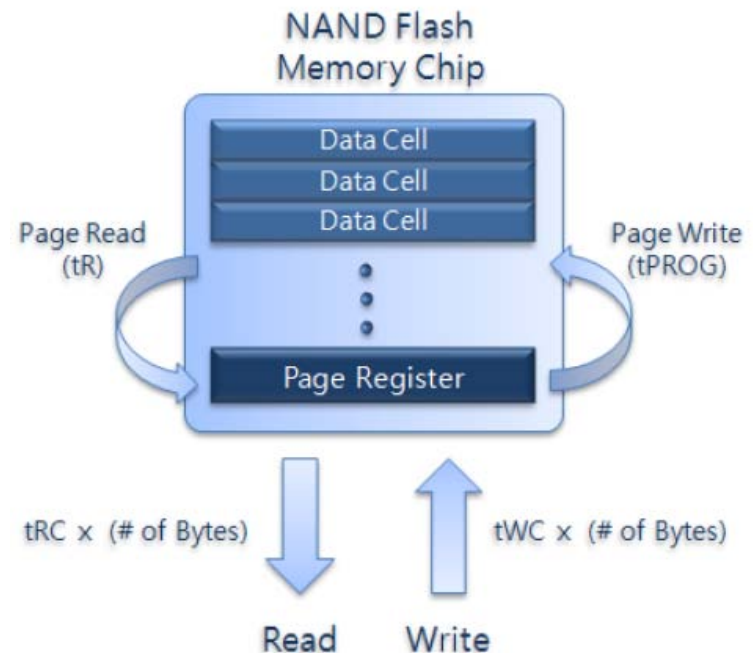 NAND Flash
Memory Chip
Data Cell
Data Cell
Data Cell
Page Read
(tR)
Page Write
(tPROG)
Page Register
tRC x (# of Bytes)
tWC x (# of Bytes)
Read
Write